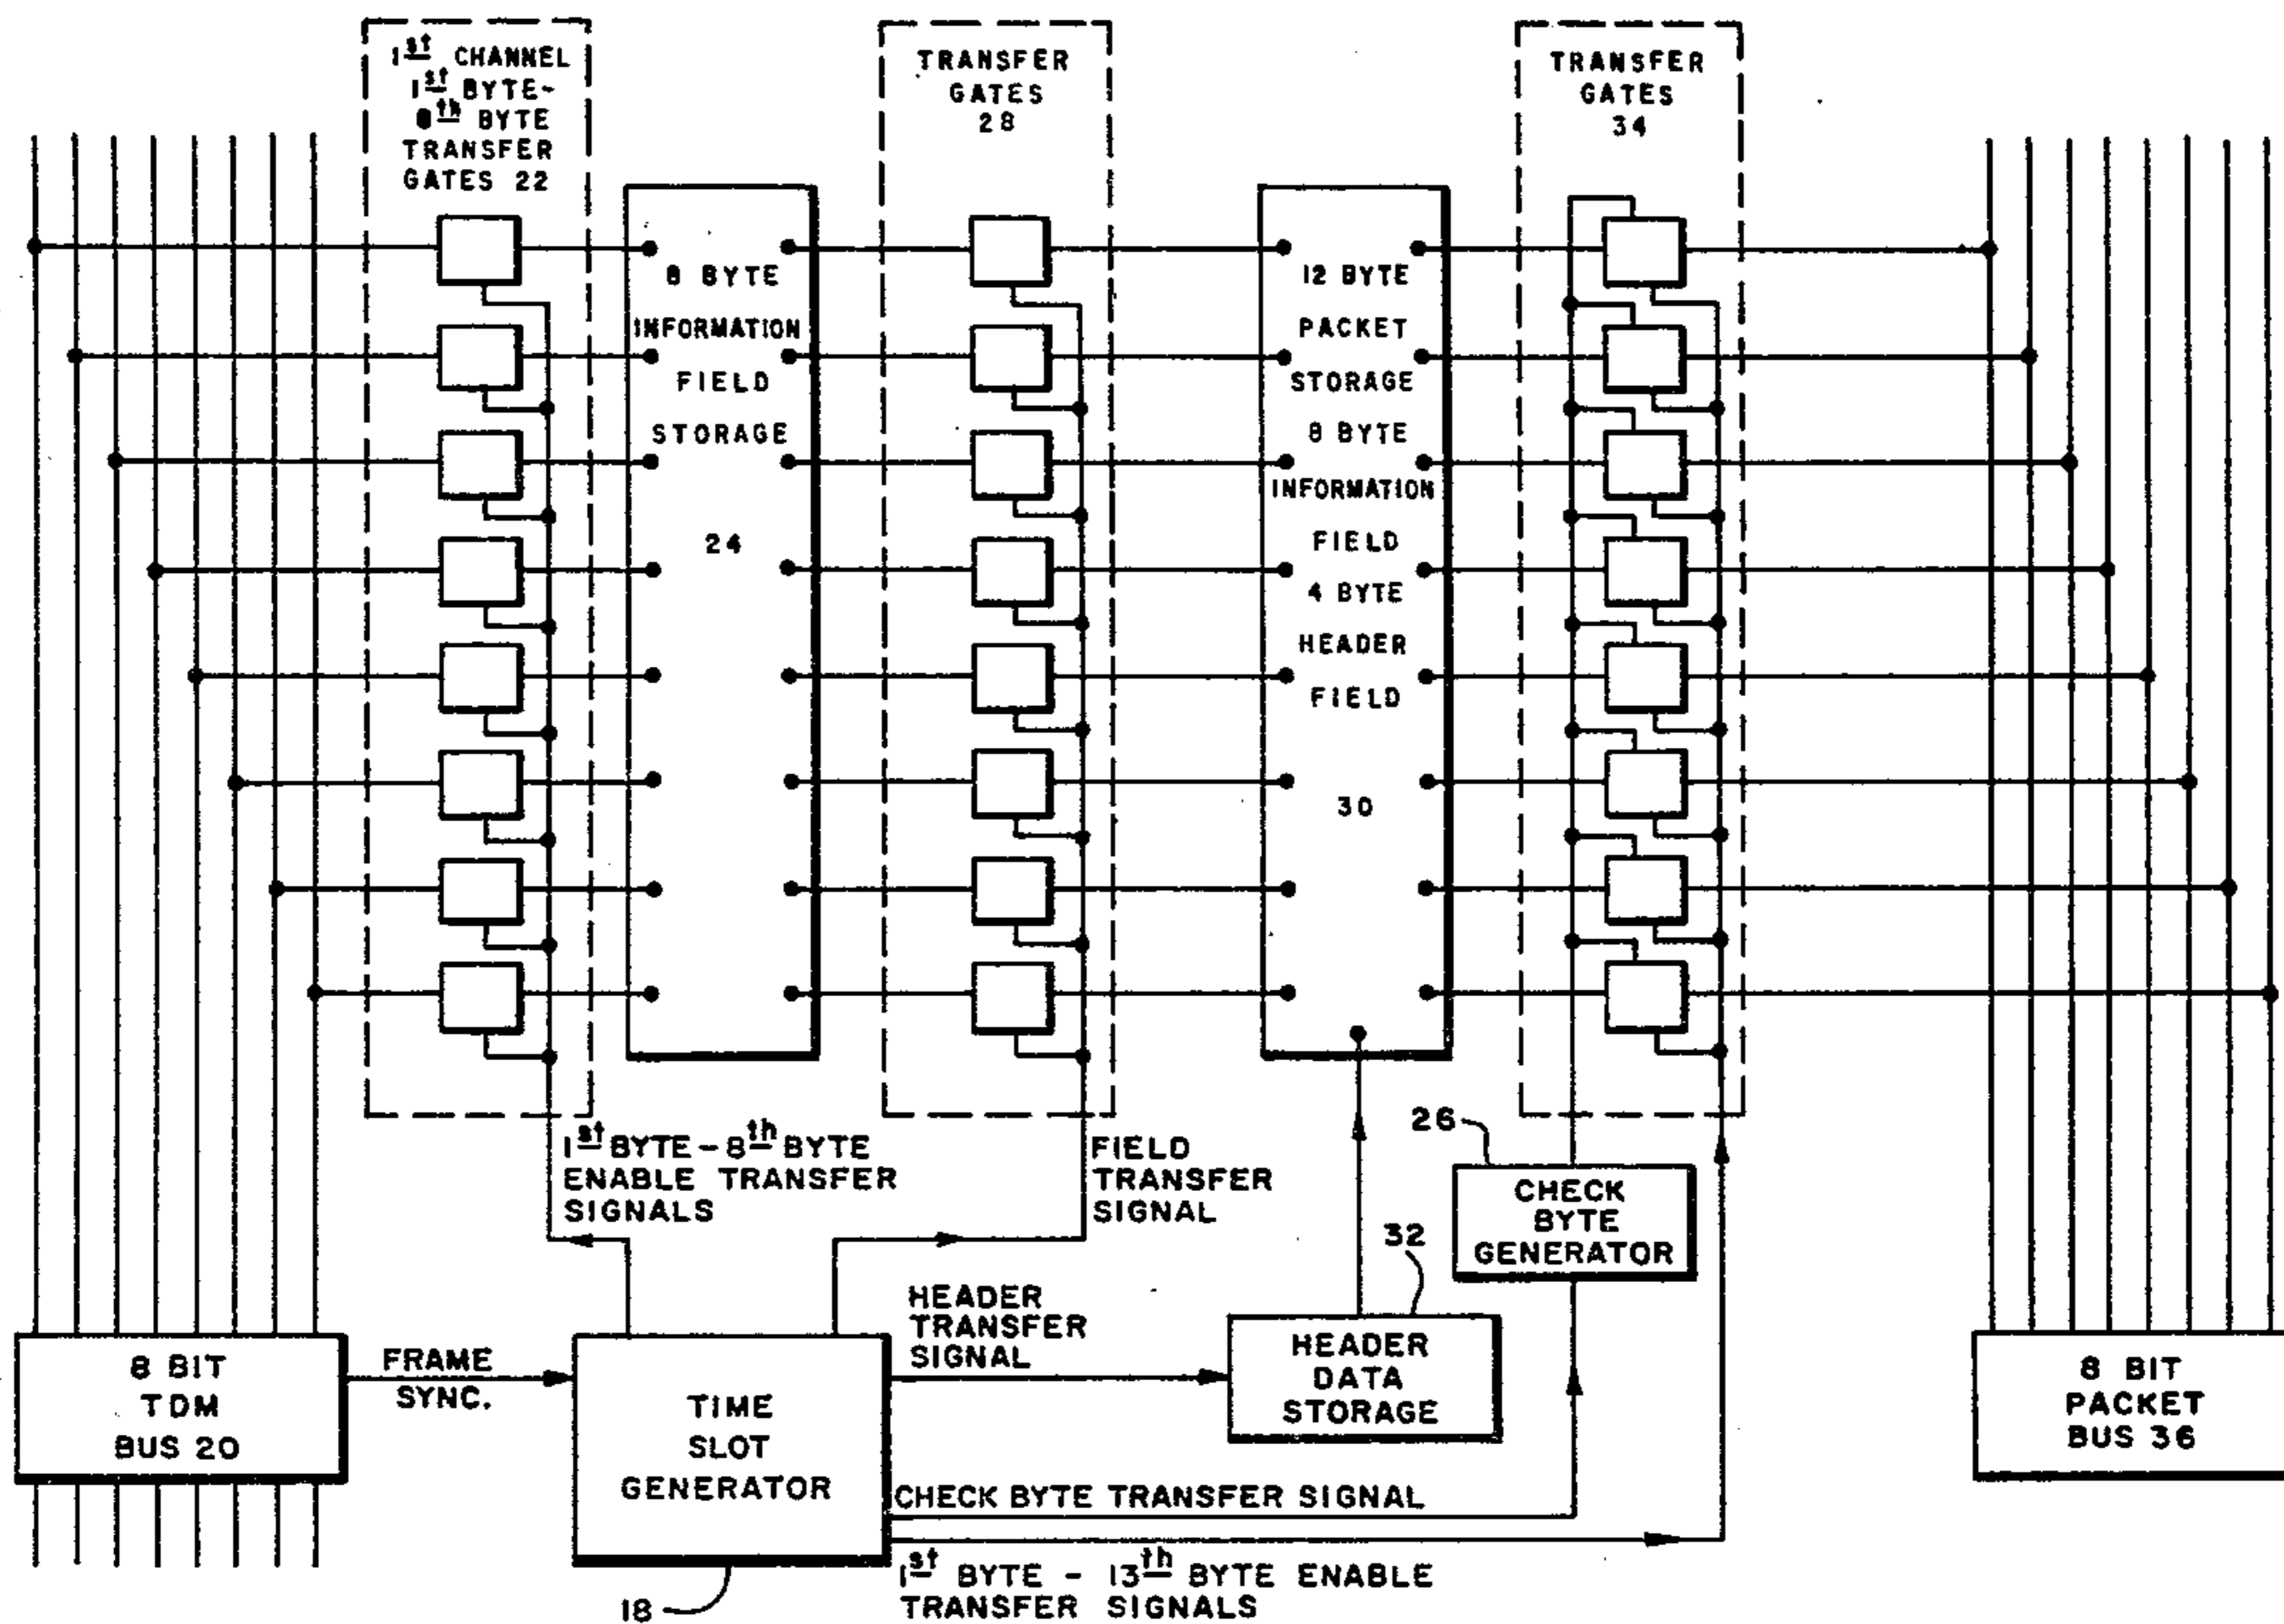 1st CHANNEL
1st BYTE-
8th BYTE
TRANSFER
GATES 22
TRANSFER
GATES
28
TRANSFER
GATES
34
8 BYTE
INFORMATION
FIELD
STORAGE
24
12 BYTE
PACKET
STORAGE
8 BYTE
INFORMATION
FIELD
4 BYTE
HEADER
FIELD
30
1st BYTE - 8th BYTE
ENABLE TRANSFER
SIGNALS
FIELD
TRANSFER
SIGNAL
26
CHECK
BYTE
GENERATOR
32
HEADER
DATA
STORAGE
HEADER
TRANSFER
SIGNAL
8 BIT
TDM
BUS 20
FRAME
SYNC.
TIME
SLOT
GENERATOR
18
CHECK BYTE TRANSFER SIGNAL
1st BYTE - 13th BYTE ENABLE
TRANSFER SIGNALS
8 BIT
PACKET
BUS 36